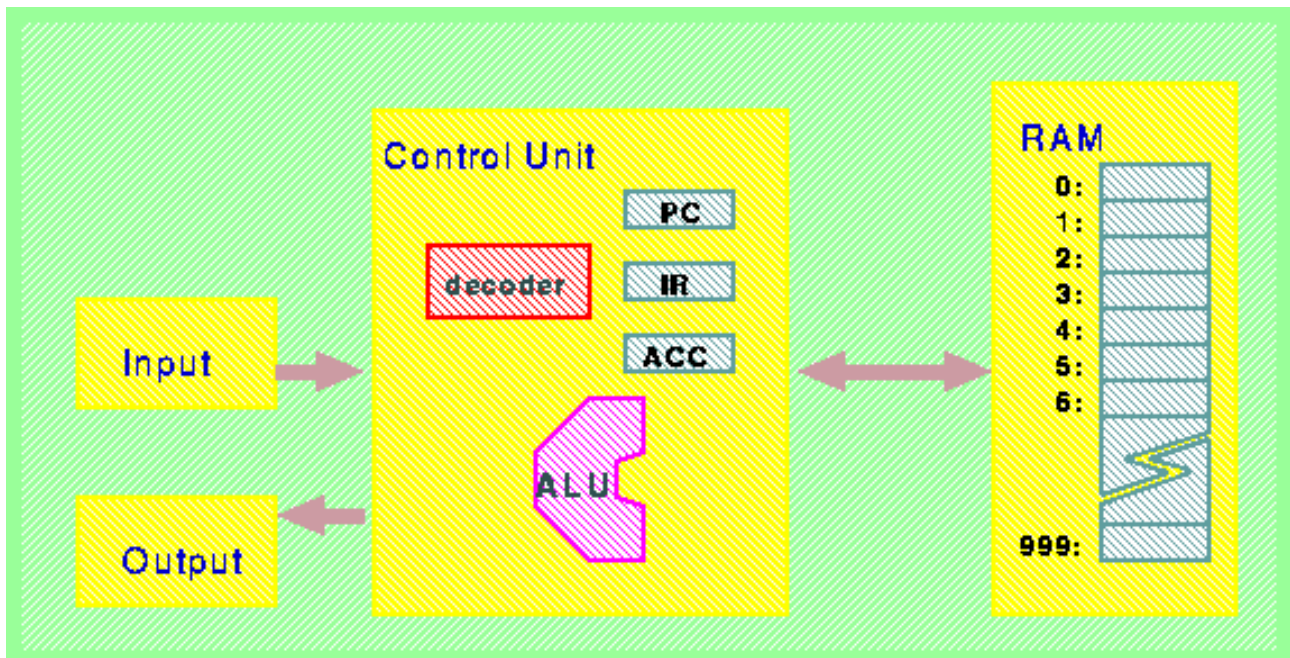 Control Unit
PC
decoder
IR
ACC
ALU
Input
Output
RAM
0:
1:
2:
3:
4:
5:
6:
999: